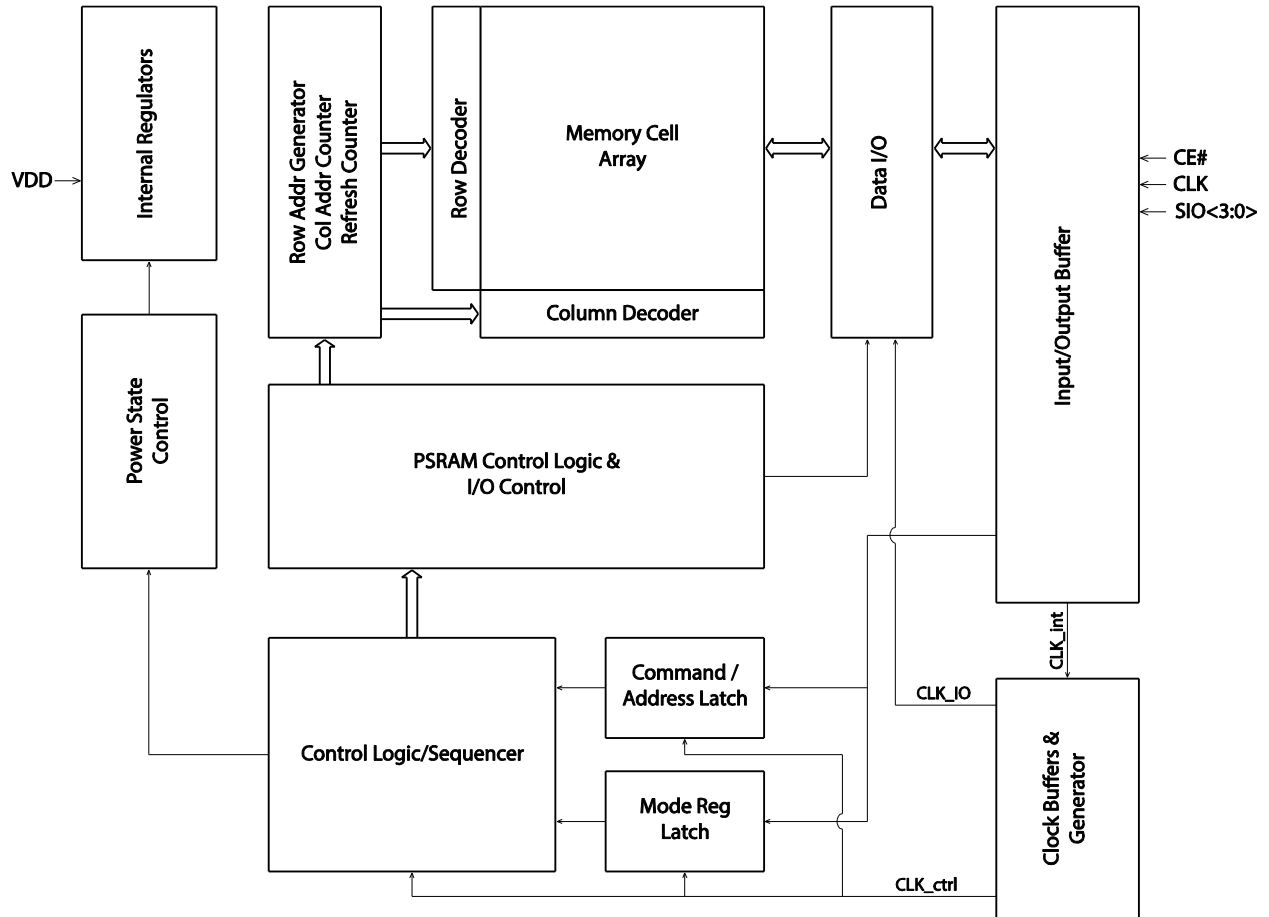 Internal Regulators
VDD
Row Addr Generator
Col Addr Counter
Refresh Counter
Row Decoder
Memory Cell
Array
Column Decoder
Data I/O
Input/Output Buffer
CE#
CLK
SIO<3:0>
Power State
Control
PSRAM Control Logic &
I/O Control
CLK_int
Control Logic/Sequencer
Command /
Address Latch
Mode Reg
Latch
CLK_IO
CLK_ctrl
Clock Buffers &
Generator